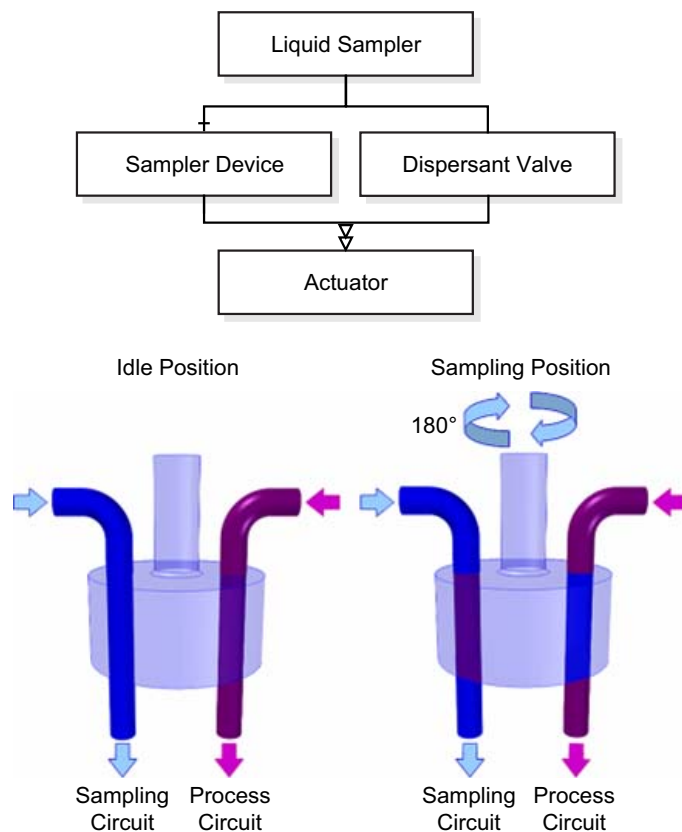 Liquid Sampler
Sampler Device
Dispersant Valve
Actuator
Idle Position
Sampling Position
180°
Sampling
Circuit
Process
Circuit
Sampling
Circuit
Process
Circuit